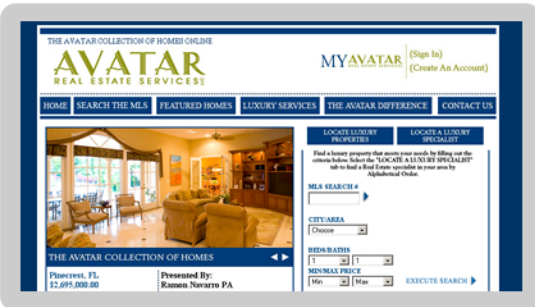 THE AVATAR COLLECTION OF HOMES ONLINE
AVATAR
REAL ESTATE SERVICES
MYAVATAR
REAL ESTATE SERVICES
(Sign In)
(Create An Account)
HOME SEARCH THE MLS FEATURED HOMES LUXURY SERVICES THE AVATAR DIFFERENCE CONTACT US
LOCATE LUXURY
PROPERTIES
LOCATE A LUXURY
SPECIALIST
Find a luxury property that meets your needs by filling out the
criteria below. Select the "LOCATE A LUXURY SPECIALIST"
tab to find a Real Estate specialist in your area by
Alphabetical Order.
MLS SEARCH #
CITY/AREA
Choose
BEDS/BATHS
1 1
MIN/MAX PRICE
Min Max EXECUTE SEARCH
THE AVATAR COLLECTION OF HOMES
Pinecrest, FL
$2,695,000.00
Presented By:
Ramon Navarro PA